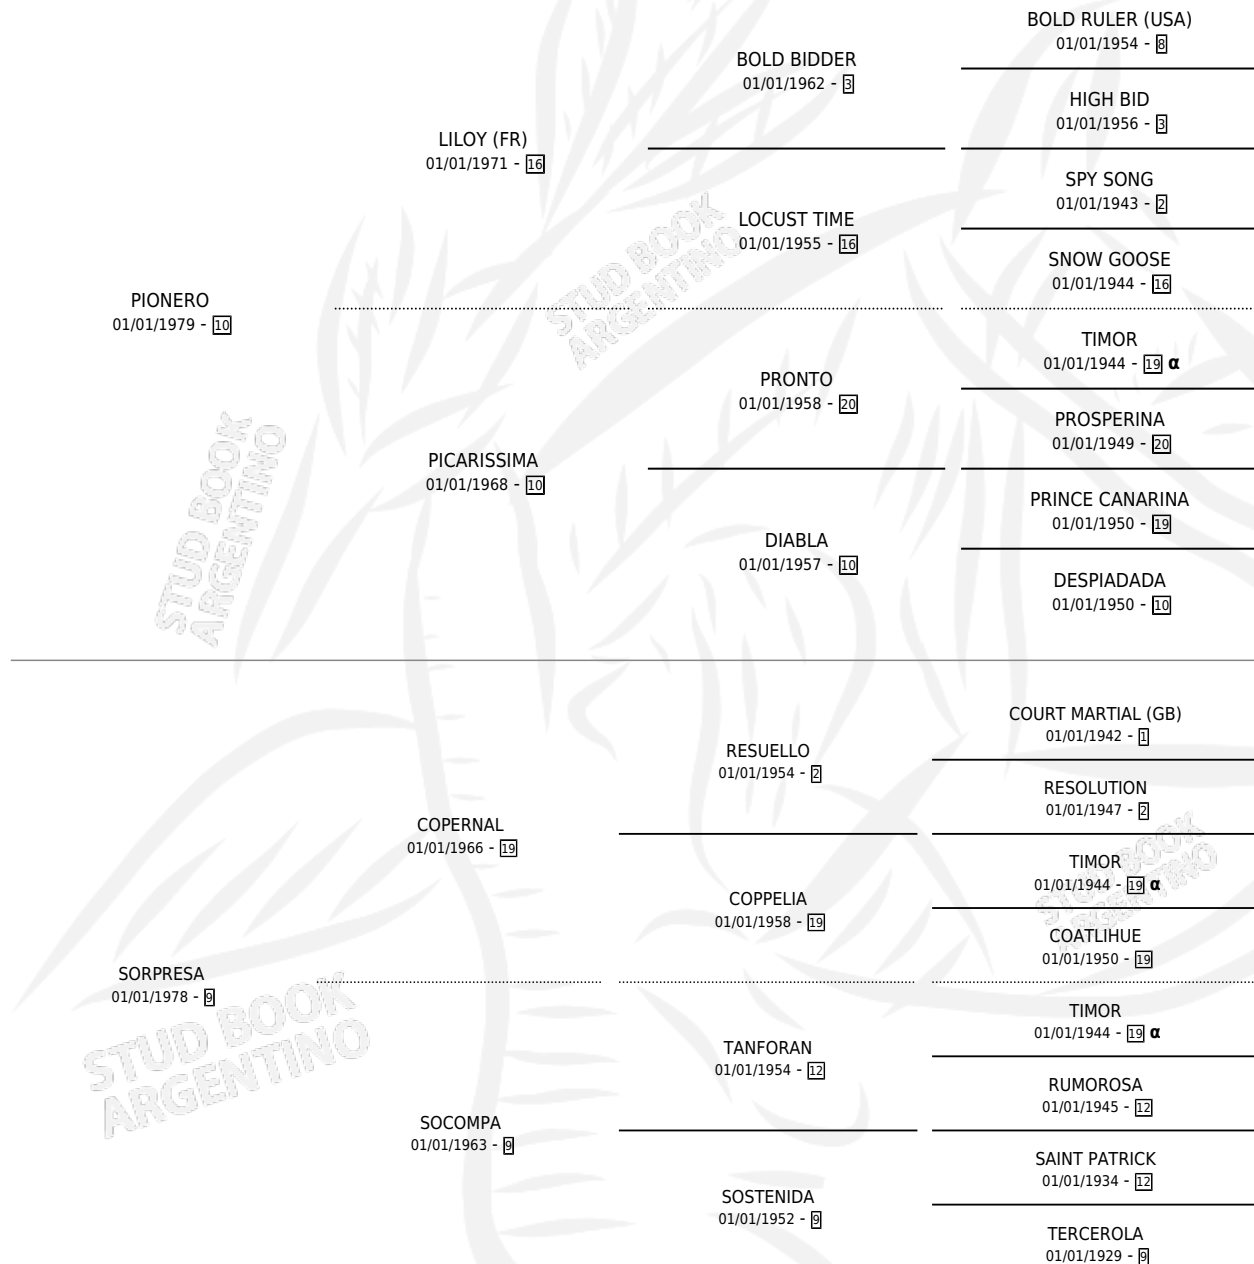 BOLD RULER (USA)
01/01/1954 - 8
BOLD BIDDER
01/01/1962 - 3
HIGH BID
01/01/1956 - 3
LILOY (FR)
01/01/1971 - 16
SPY SONG
01/01/1943 - 2
LOCUST TIME
01/01/1955 - 16
SNOW GOOSE
01/01/1944 - 16
STUD BOOK
ARGENTINO
PIONERO
01/01/1979 - 10
TIMOR
01/01/1944 - 19 α
PRONTO
01/01/1958 - 20
PROSPERINA
01/01/1949 - 20
PICARISSIMA
01/01/1968 - 10
PRINCE CANARINA
01/01/1950 - 19
DIABLA
01/01/1957 - 10
DESPIADADA
01/01/1950 - 10
STUD BOOK
ARGENTINO
COURT MARTIAL (GB)
01/01/1942 - 1
RESUELLO
01/01/1954 - 2
RESOLUTION
01/01/1947 - 2
COPERNAL
01/01/1966 - 19
TIMOR
01/01/1944 - 19 α
COPPELIA
01/01/1958 - 19
COATLIHUE
01/01/1950 - 19
STUD BOOK
ARGENTINO
SORPRESA
01/01/1978 - 9
TIMOR
01/01/1944 - 19 α
TANFORAN
01/01/1954 - 12
RUMOROSA
01/01/1945 - 12
STUD BOOK
ARGENTINO
SOCOMPA
01/01/1963 - 9
SAINT PATRICK
01/01/1934 - 12
SOSTENIDA
01/01/1952 - 9
TERCEROLA
01/01/1929 - 9